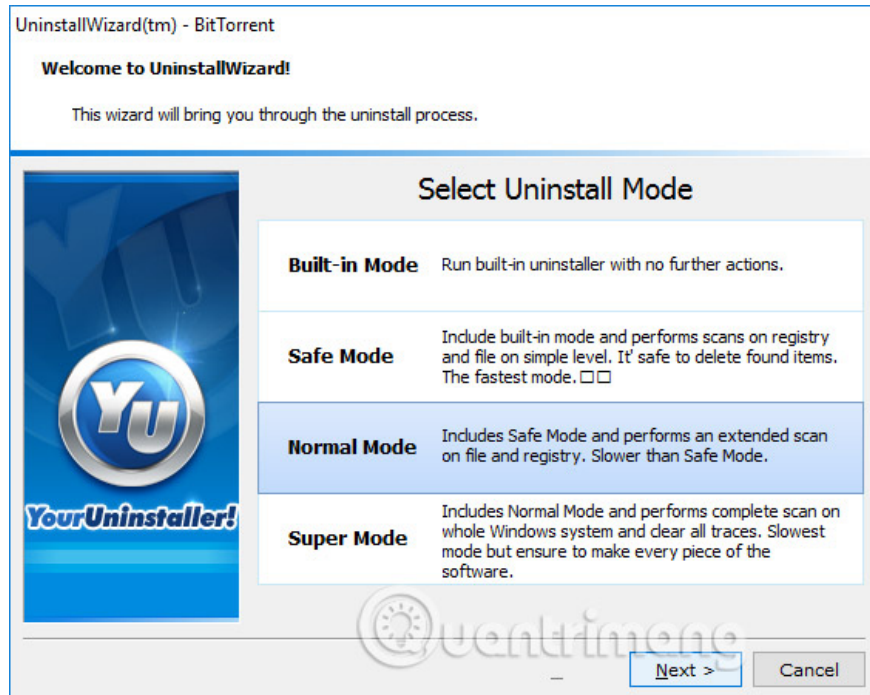 UninstallWizard(tm) - BitTorrent
Welcome to UninstallWizard!
This wizard will bring you through the uninstall process.
Select Uninstall Mode
Built-in Mode
Run built-in uninstaller with no further actions.
Safe Mode
Include built-in mode and performs scans on registry
and file on simple level. It' safe to delete found items.
The fastest mode. □□
Normal Mode
Includes Safe Mode and performs an extended scan
on file and registry. Slower than Safe Mode.
Super Mode
Includes Normal Mode and performs complete scan on
whole Windows system and clear all traces. Slowest
mode but ensure to make every piece of the
software.
YU
YU
YourUninstaller!
Quantrimang
_
Next >
Cancel